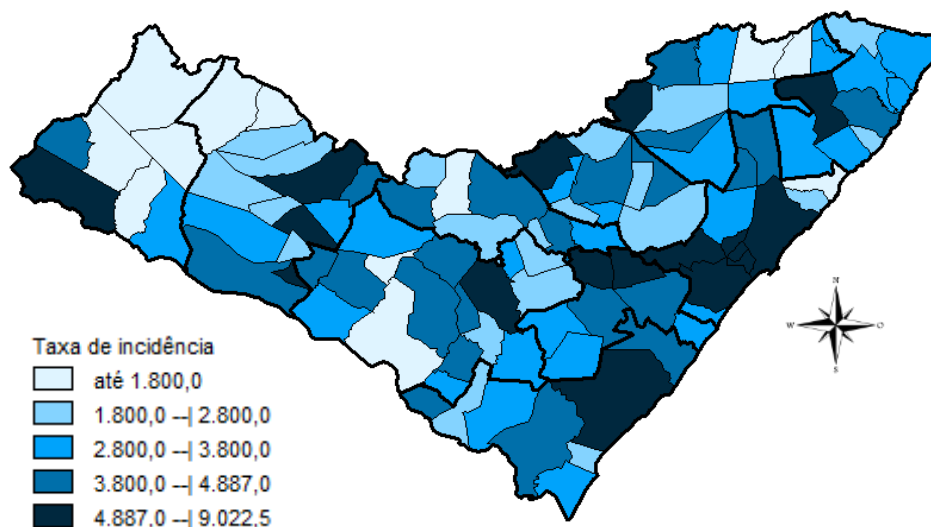 N
W
O
S
Taxa de incidência
até 1.800,0
1.800,0 --| 2.800,0
2.800,0 --| 3.800,0
3.800,0 --| 4.887,0
4.887,0 --| 9.022,5